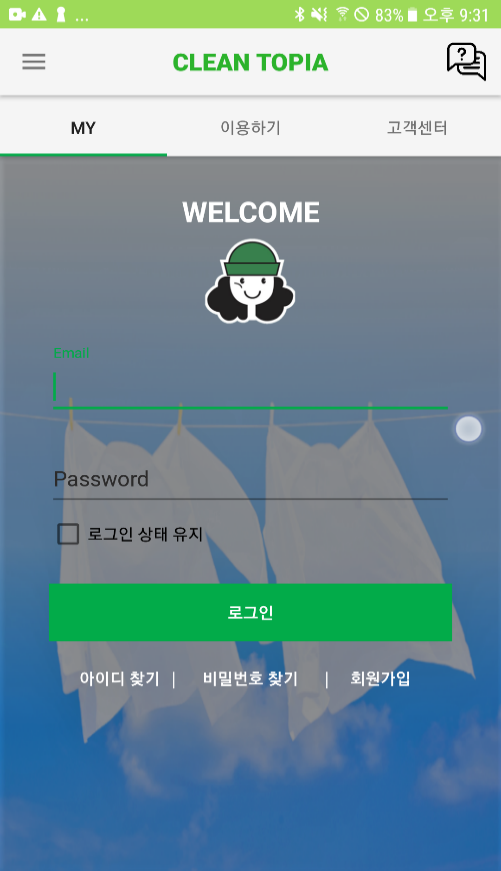 ... 83% 오후 9:31
CLEAN TOPIA
?
MY 이용하기 고객센터
WELCOME
Email
Password
로그인 상태 유지
로그인
아이디 찾기 | 비밀번호 찾기 | 회원가입